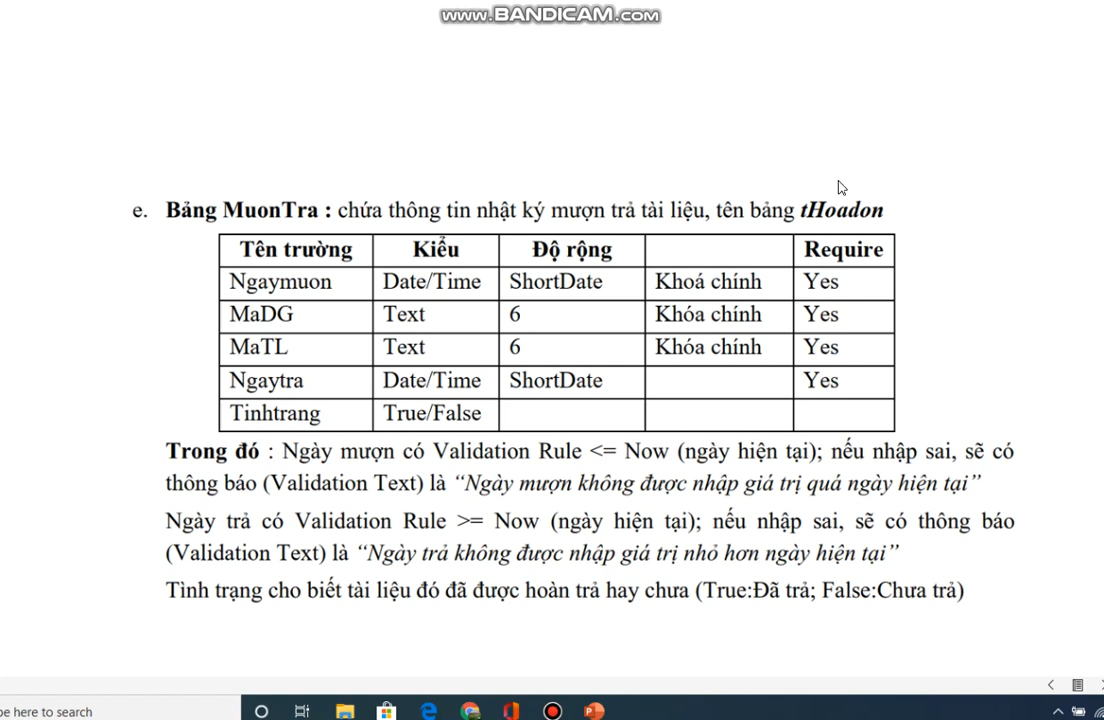 www.BANDICAM.com
e. Bảng MuonTra : chứa thông tin nhật ký mượn trả tài liệu, tên bảng tHoadon
Tên trường Kiểu Độ rộng Require
Ngaymuon Date/Time ShortDate Khoá chính Yes
MaDG Text 6 Khóa chính Yes
MaTL Text 6 Khóa chính Yes
Ngaytra Date/Time ShortDate Yes
Tinhtrang True/False
Trong đó : Ngày mượn có Validation Rule <= Now (ngày hiện tại); nếu nhập sai, sẽ có
thông báo (Validation Text) là “Ngày mượn không được nhập giá trị quá ngày hiện tại”
Ngày trả có Validation Rule >= Now (ngày hiện tại); nếu nhập sai, sẽ có thông báo
(Validation Text) là “Ngày trả không được nhập giá trị nhỏ hơn ngày hiện tại”
Tình trạng cho biết tài liệu đó đã được hoàn trả hay chưa (True:Đã trả; False:Chưa trả)
pe here to search